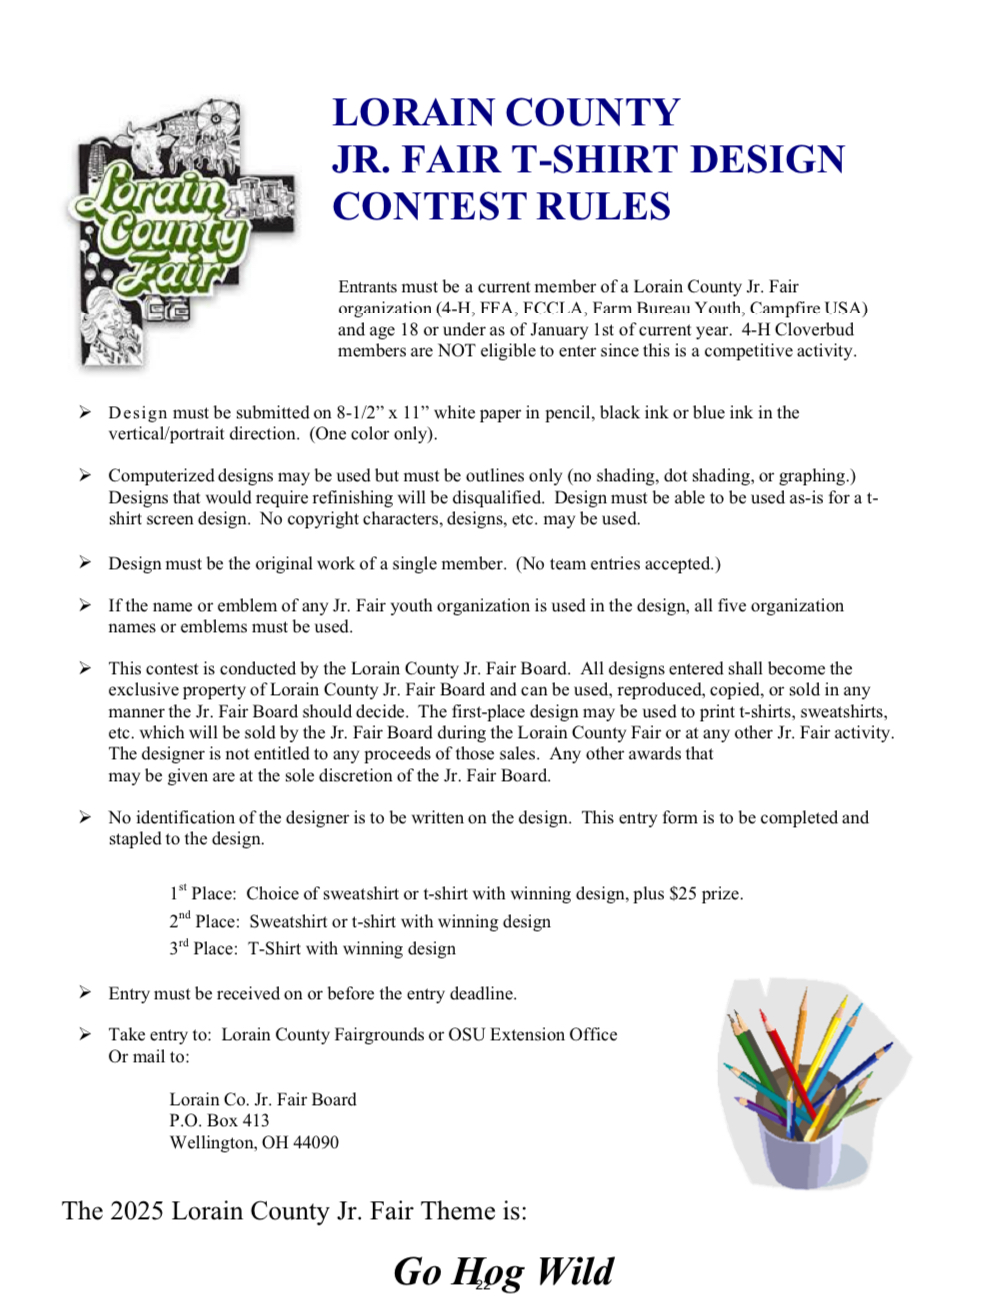 Lorain
County
Fair
LORAIN COUNTY
JR. FAIR T-SHIRT DESIGN
CONTEST RULES
Entrants must be a current member of a Lorain County Jr. Fair
organization (4-H, FFA, FCCLA, Farm Bureau Youth, Campfire USA)
and age 18 or under as of January 1st of current year.  4-H Cloverbud
members are NOT eligible to enter since this is a competitive activity.
➢ Design must be submitted on 8-1/2” x 11” white paper in pencil, black ink or blue ink in the
vertical/portrait direction.  (One color only).
➢ Computerized designs may be used but must be outlines only (no shading, dot shading, or graphing.)
Designs that would require refinishing will be disqualified.  Design must be able to be used as-is for a t-
shirt screen design.  No copyright characters, designs, etc. may be used.
➢ Design must be the original work of a single member.  (No team entries accepted.)
➢ If the name or emblem of any Jr. Fair youth organization is used in the design, all five organization
names or emblems must be used.
➢ This contest is conducted by the Lorain County Jr. Fair Board.  All designs entered shall become the
exclusive property of Lorain County Jr. Fair Board and can be used, reproduced, copied, or sold in any
manner the Jr. Fair Board should decide.  The first-place design may be used to print t-shirts, sweatshirts,
etc. which will be sold by the Jr. Fair Board during the Lorain County Fair or at any other Jr. Fair activity.
The designer is not entitled to any proceeds of those sales.  Any other awards that
may be given are at the sole discretion of the Jr. Fair Board.
➢ No identification of the designer is to be written on the design.  This entry form is to be completed and
stapled to the design.
1st Place:  Choice of sweatshirt or t-shirt with winning design, plus $25 prize.
2nd Place:  Sweatshirt or t-shirt with winning design
3rd Place:  T-Shirt with winning design
➢ Entry must be received on or before the entry deadline.
➢ Take entry to:  Lorain County Fairgrounds or OSU Extension Office
Or mail to:
Lorain Co. Jr. Fair Board
P.O. Box 413
Wellington, OH 44090
The 2025 Lorain County Jr. Fair Theme is:
Go Hog Wild
22